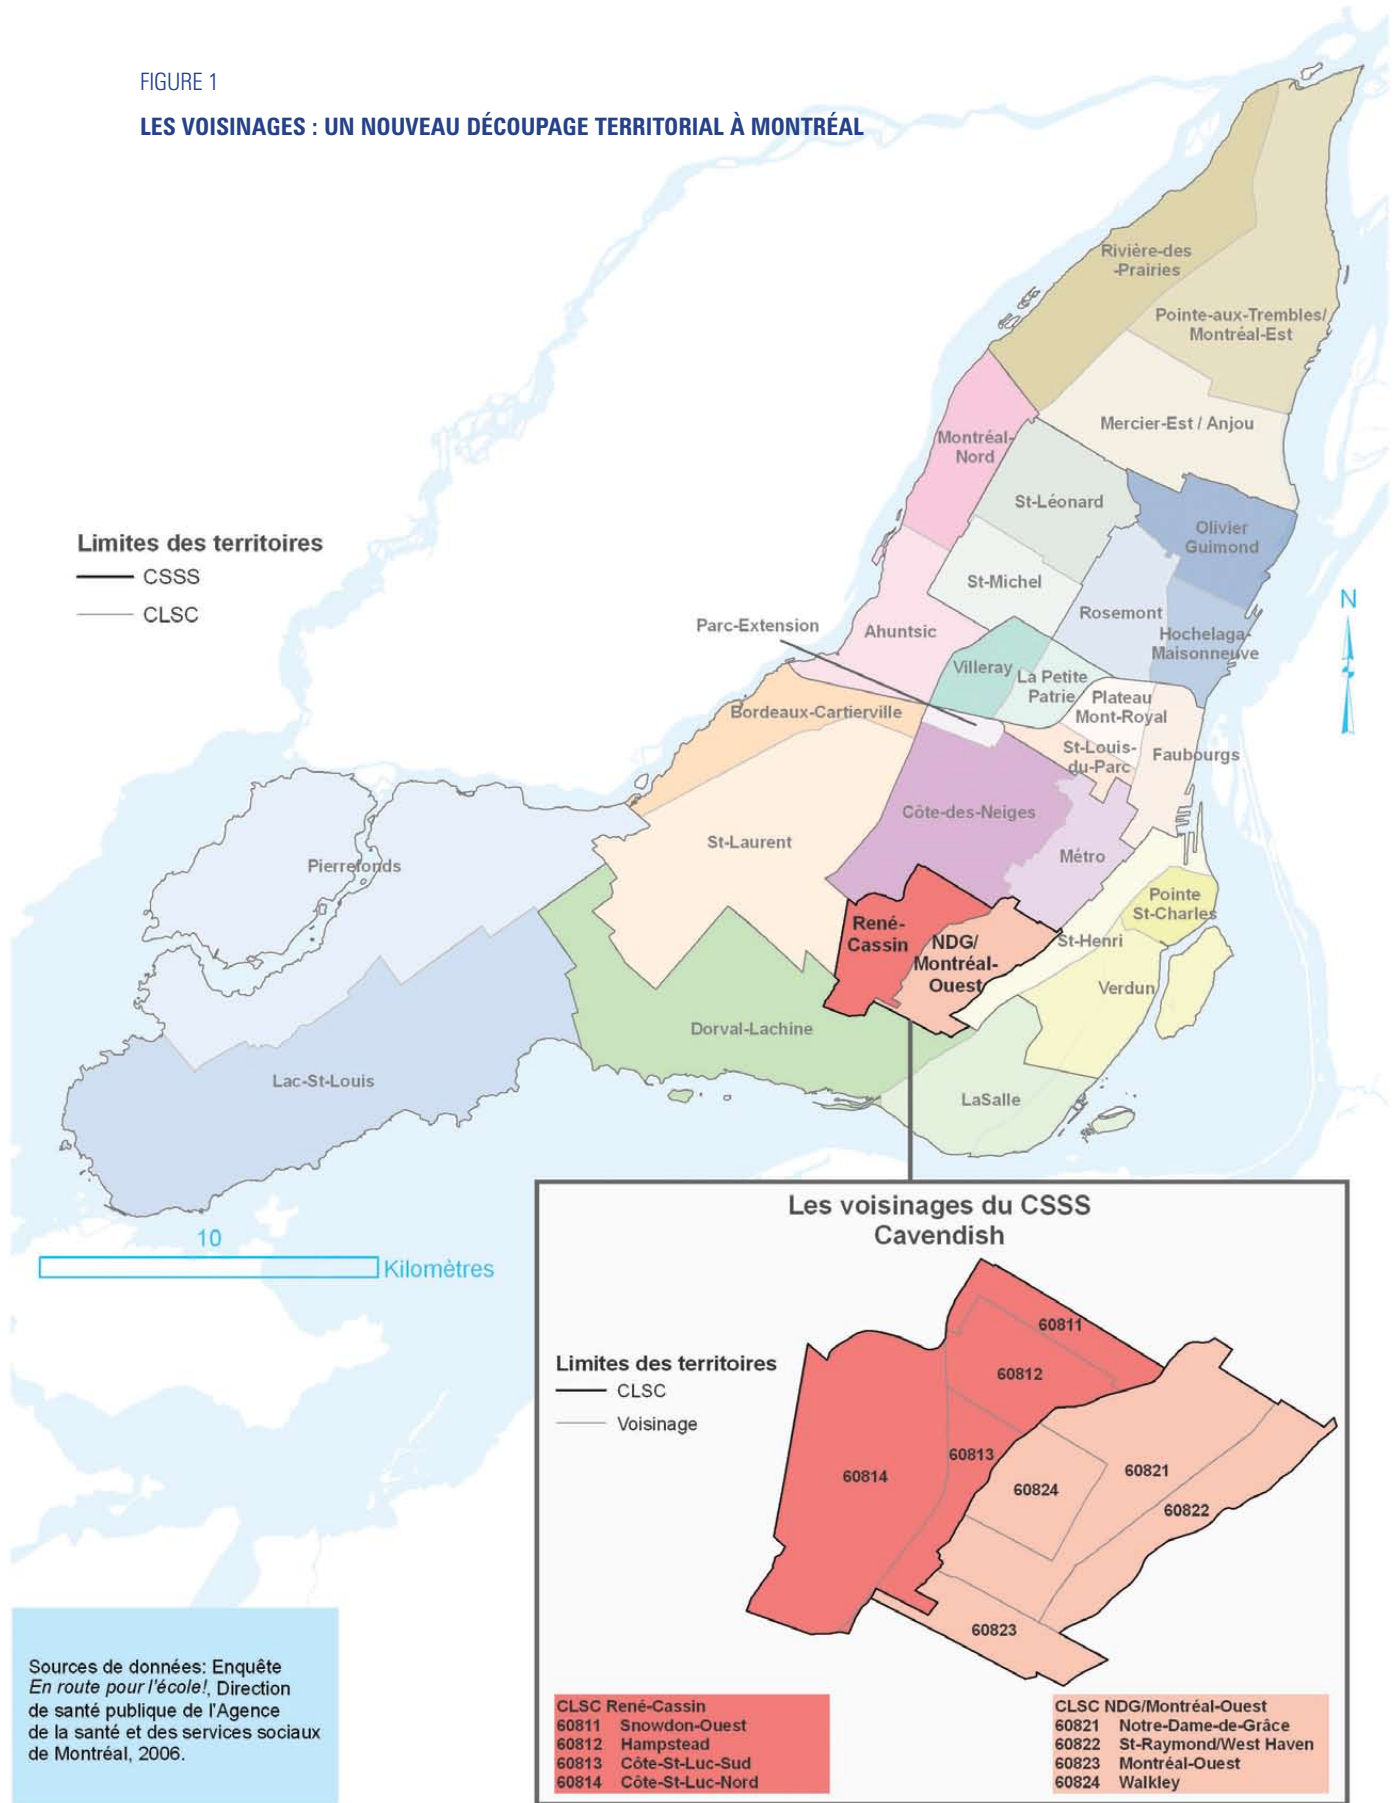 FIGURE 1
LES VOISINAGES : UN NOUVEAU DÉCOUPAGE TERRITORIAL À MONTRÉAL
Rivière-des
-Prairies
Pointe-aux-Trembles/
Montréal-Est
Mercier-Est / Anjou
Montréal-
Nord
St-Léonard
Olivier
Guimond
Limites des territoires
CSSS
CLSC
St-Michel
Rosemont
Hochelaga-
Maisonneuve
N
Parc-Extension
Ahuntsic
Villeray
La Petite
Patrie
Plateau
Mont-Royal
Bordeaux-Cartierville
St-Louis-
du-Parc
Faubourgs
Côte-des-Neiges
St-Laurent
Métro
Pierrefonds
Pointe
St-Charles
René-
Cassin
NDG/
Montréal-
Ouest
St-Henri
Verdun
Dorval-Lachine
Lac-St-Louis
LaSalle
10
Kilomètres
Les voisinages du CSSS
Cavendish
Limites des territoires
CLSC
Voisinage
60811
60812
60813
60814
60821
60824
60822
60823
CLSC René-Cassin
60811 Snowdon-Ouest
60812 Hampstead
60813 Côte-St-Luc-Sud
60814 Côte-St-Luc-Nord
CLSC NDG/Montréal-Ouest
60821 Notre-Dame-de-Grâce
60822 St-Raymond/West Haven
60823 Montréal-Ouest
60824 Walkley
Sources de données: Enquête
En route pour l'école!, Direction
de santé publique de l'Agence
de la santé et des services sociaux
de Montréal, 2006.